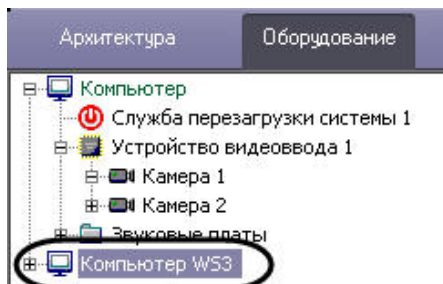 Архитектура Оборудование
Компьютер
Служба перезагрузки системы 1
Устройство видеоввода 1
Камера 1
Камера 2
Звуковые платы
Компьютер WS3